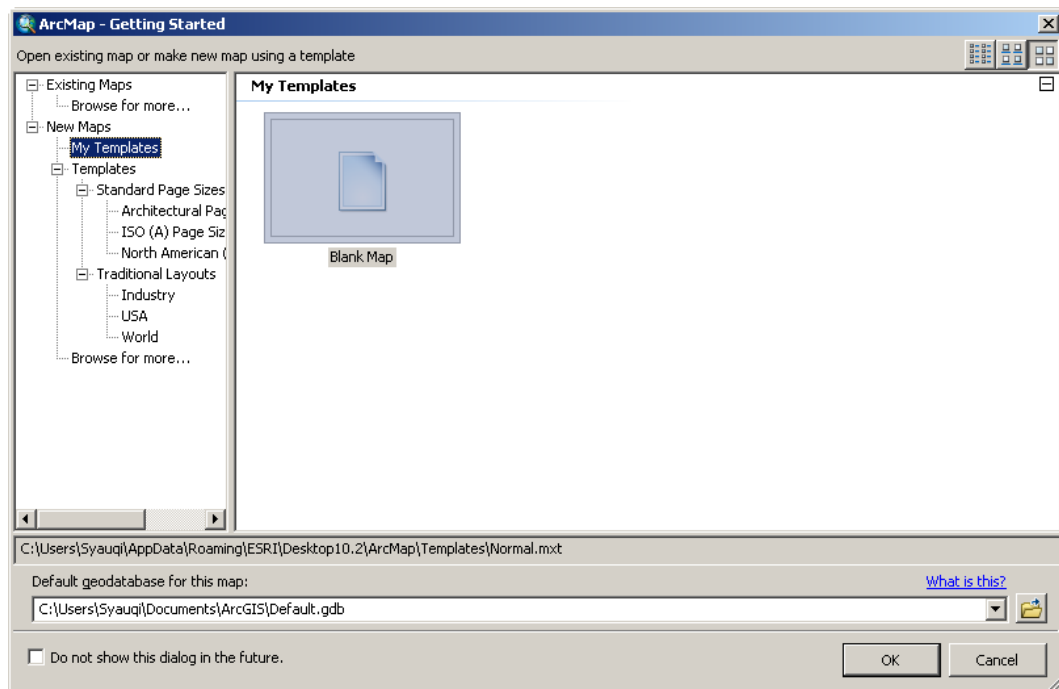 ArcMap - Getting Started
Open existing map or make new map using a template
Existing Maps
Browse for more...
New Maps
My Templates
Templates
Standard Page Sizes
Architectural Pag
ISO (A) Page Siz
North American (
Traditional Layouts
Industry
USA
World
Browse for more...
My Templates
Blank Map
C:\Users\Syauqi\AppData\Roaming\ESRI\Desktop10.2\ArcMap\Templates\Normal.mxt
Default geodatabase for this map:
What is this?
C:\Users\Syauqi\Documents\ArcGIS\Default.gdb
Do not show this dialog in the future.
OK
Cancel